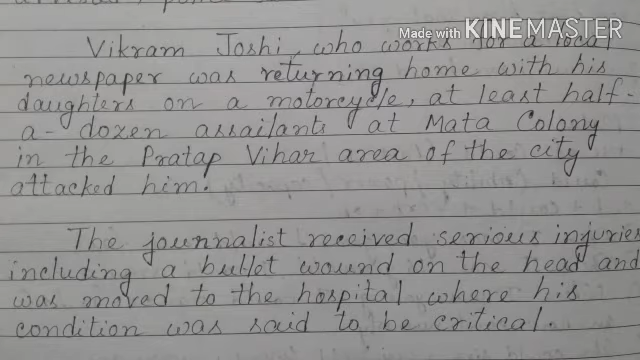 Made with KINEMASTER
Vikram Joshi, who works for a local
newspaper was returning home with his
daughters on a motorcycle, at least half-
a- dozen assailants at Mata Colony
in the Pratap Vihar area of the city
attacked him.
The journalist received serious injuries
including a bullet wound on the head and
was moved to the hospital where his
condition was said to be critical.